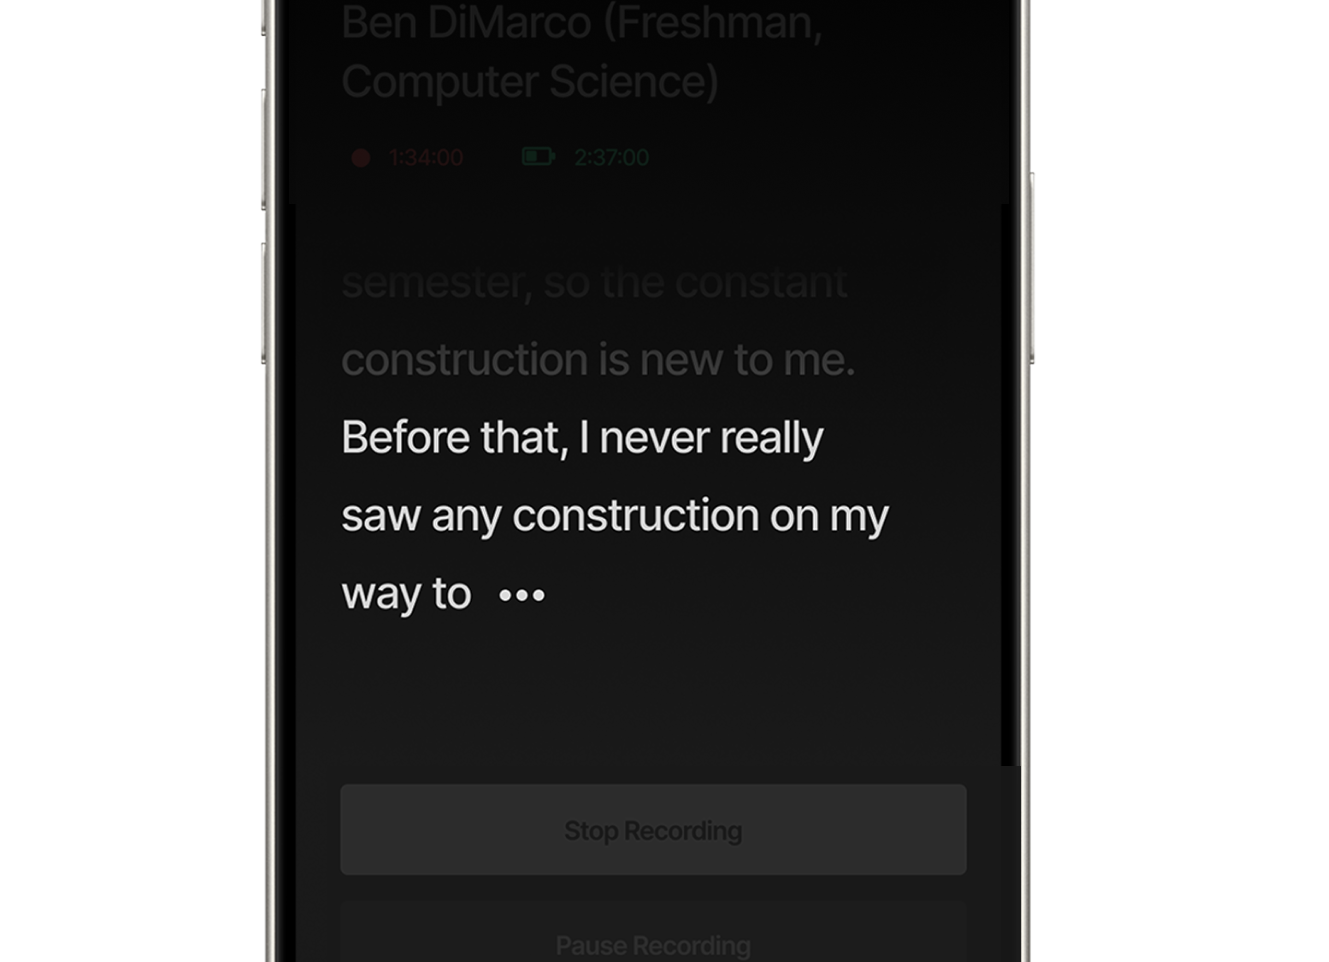 Ben DiMarco (Freshman,
Computer Science)
1:34:00 2:37:00
semester, so the constant
construction is new to me.
Before that, I never really
saw any construction on my
way to •••
Stop Recording
Pause Recording